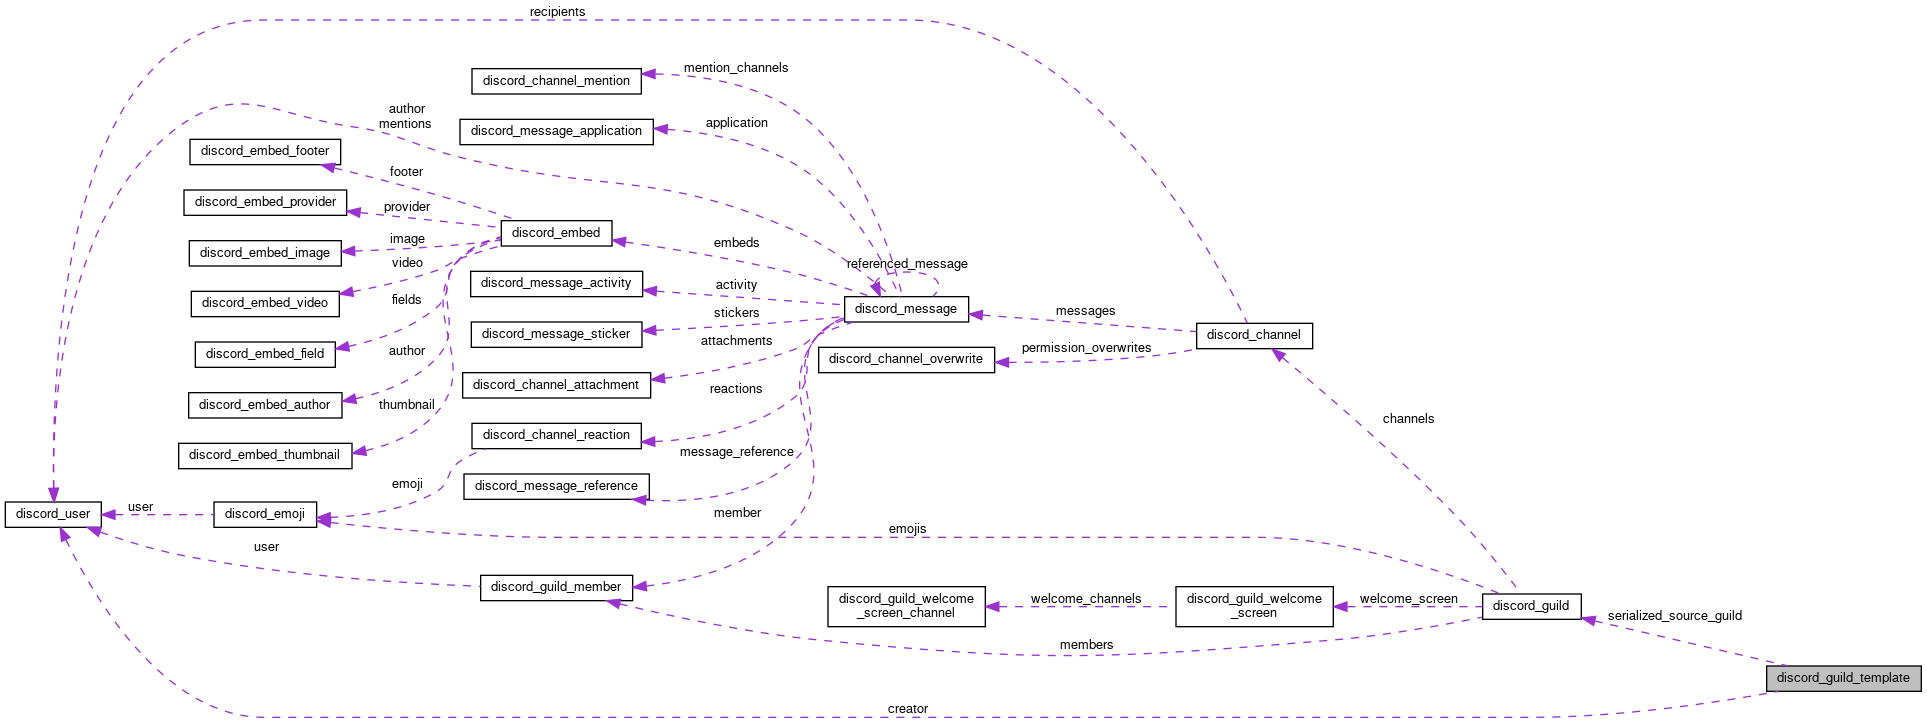 recipients
mention_channels
discord_channel_mention
author
mentions
application
discord_message_application
discord_embed_footer
footer
discord_embed_provider
provider
discord_embed
image
embeds
discord_embed_image
video
referenced_message
discord_message_activity
activity
discord_embed_video
fields
discord_message
messages
stickers
discord_message_sticker
discord_channel
attachments
permission_overwrites
discord_embed_field
author
discord_channel_overwrite
discord_channel_attachment
reactions
discord_embed_author
thumbnail
channels
discord_channel_reaction
message_reference
discord_embed_thumbnail
emoji
discord_message_reference
user
discord_user
discord_emoji
member
emojis
user
discord_guild_member
discord_guild_welcome
_screen_channel
welcome_channels
discord_guild_welcome
_screen
welcome_screen
discord_guild
serialized_source_guild
members
discord_guild_template
creator